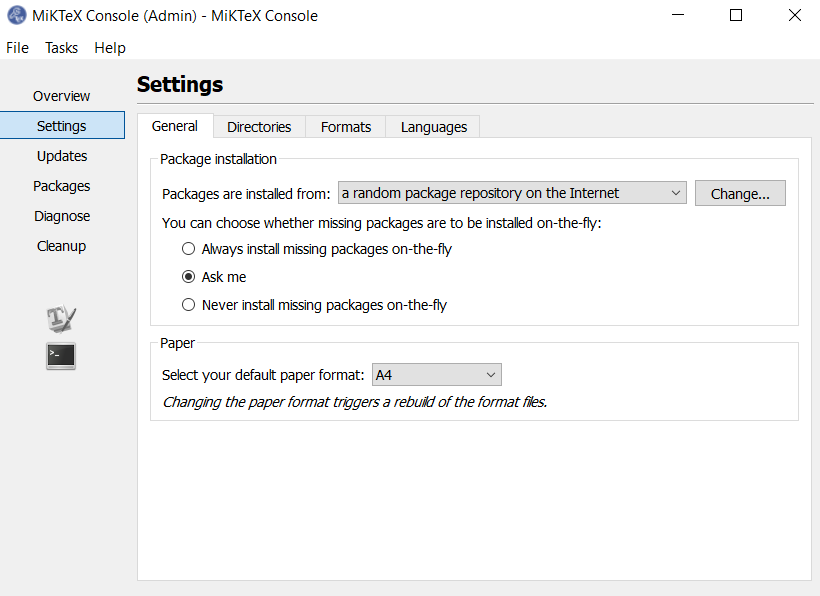 MiKTeX Console (Admin) - MiKTeX Console
File Tasks Help
Settings
Overview
Settings
Updates
Packages
Diagnose
Cleanup
General Directories Formats Languages
Package installation
Packages are installed from: a random package repository on the Internet Change...
You can choose whether missing packages are to be installed on-the-fly:
Always install missing packages on-the-fly
Ask me
Never install missing packages on-the-fly
Paper
Select your default paper format: A4
Changing the paper format triggers a rebuild of the format files.